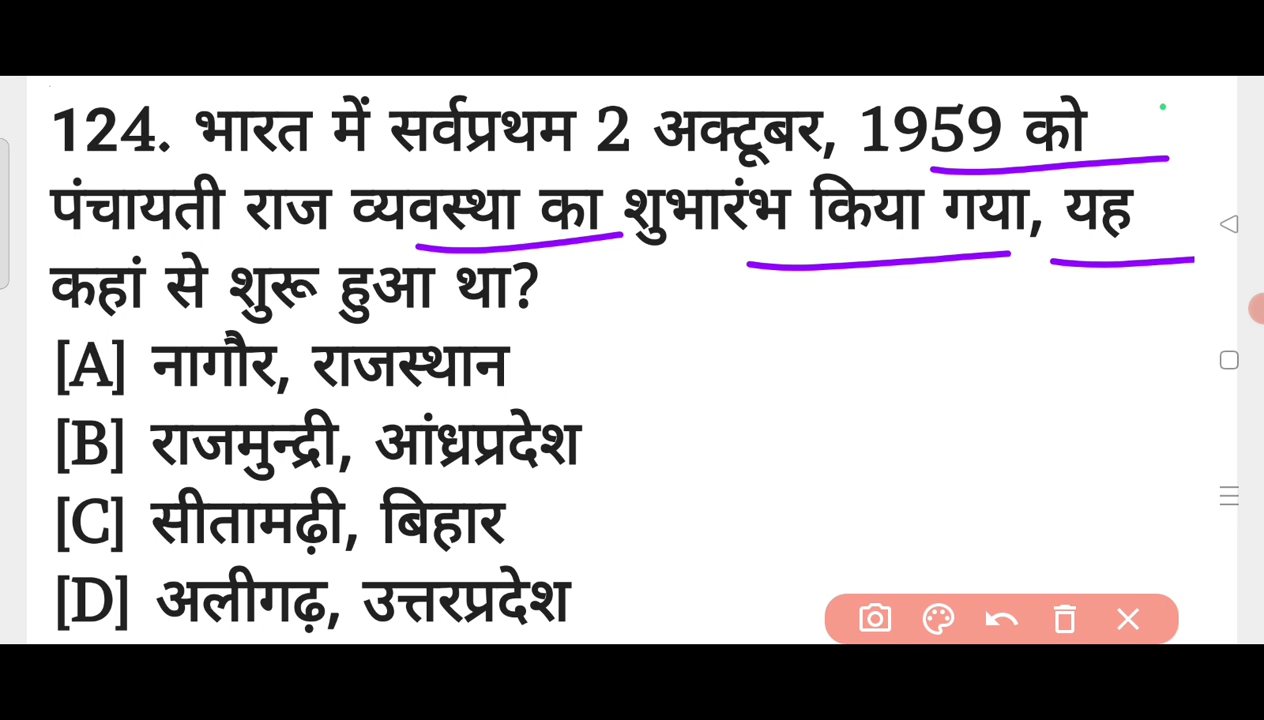 124. भारत में सर्वप्रथम 2 अक्टूबर, 1959 को
पंचायती राज व्यवस्था का शुभारंभ किया गया, यह
कहां से शुरू हुआ था?
[A] नागौर, राजस्थान
[B] राजमुन्द्री, आंध्रप्रदेश
[C] सीतामढ़ी, बिहार
[D] अलीगढ़, उत्तरप्रदेश